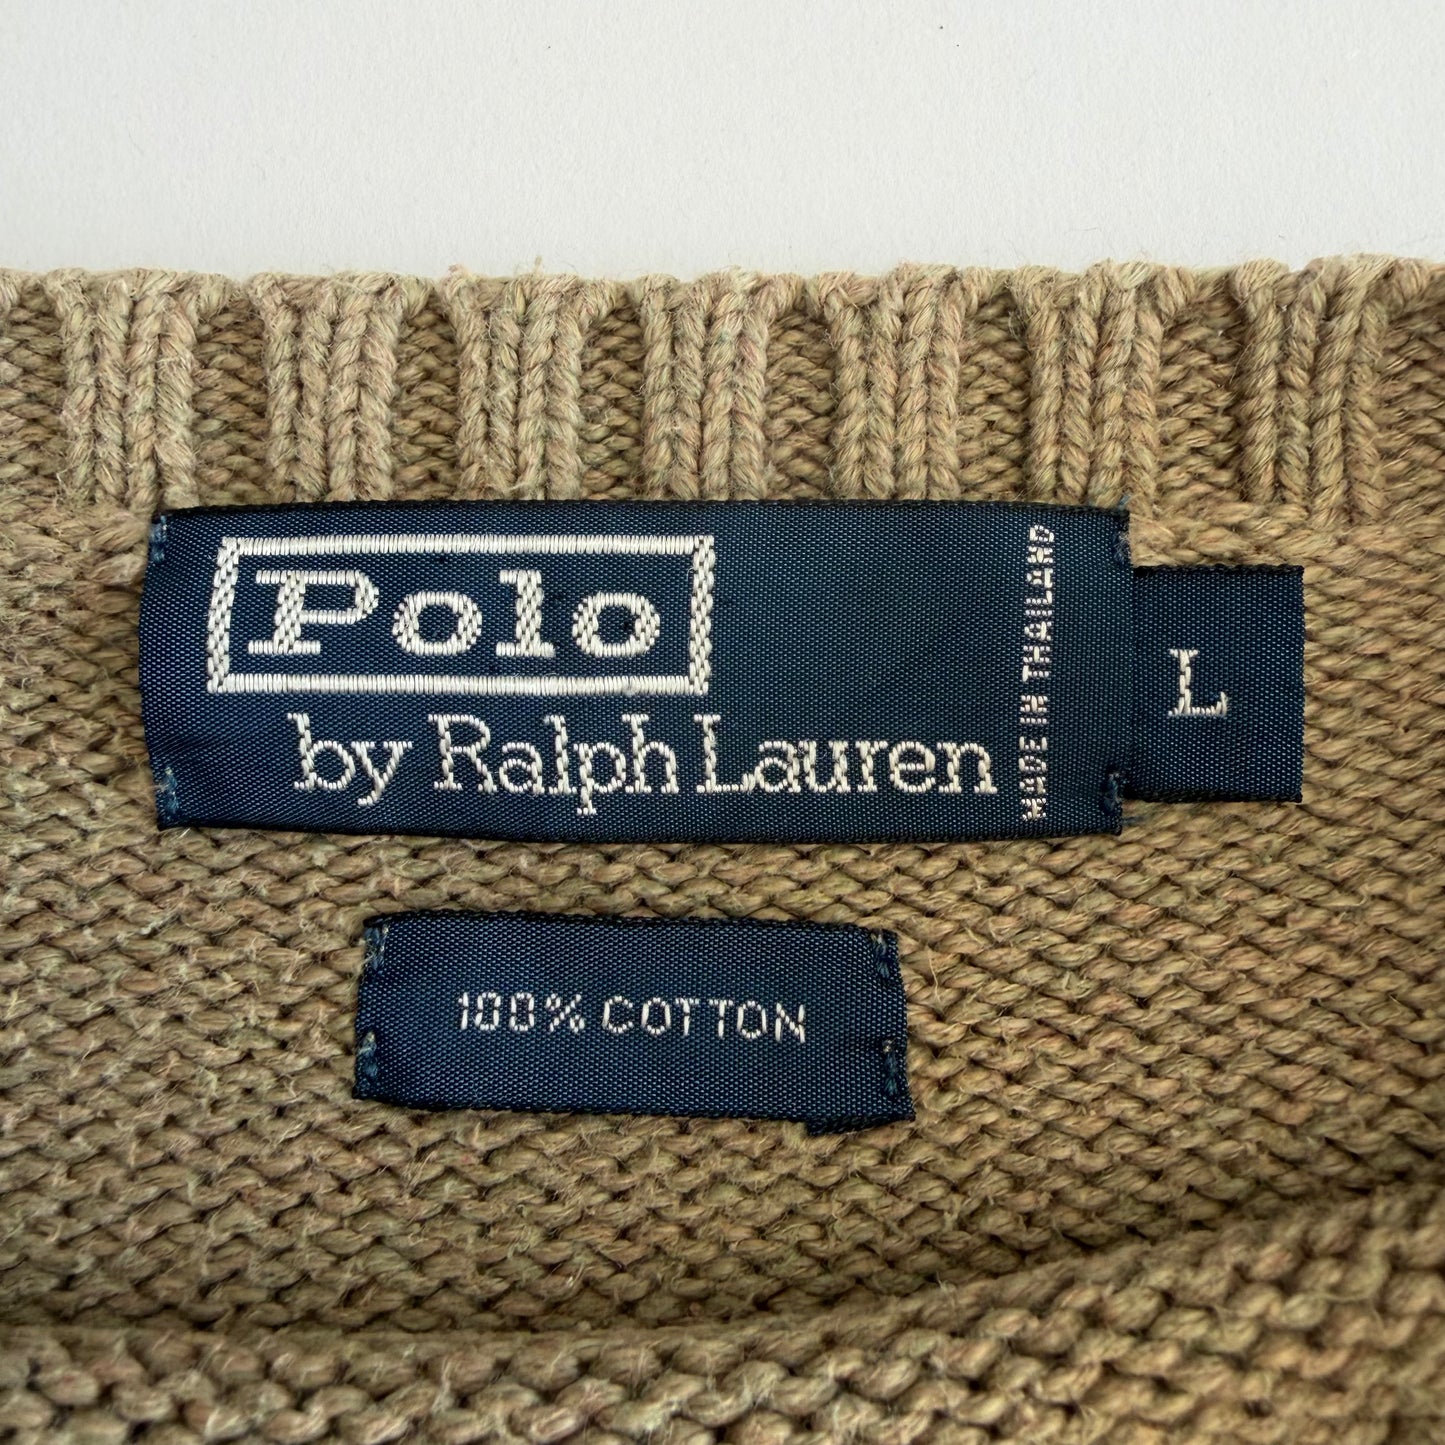 Polo
by Ralph Lauren
MADE IN THAILAND
L
100% COTTON